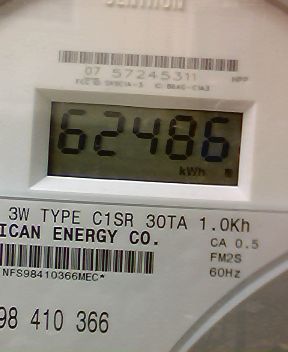 07 57245311
62486
kWh
3W TYPE C1SR 30TA 1.0Kh
ICAN ENERGY CO.
CA 0.5
FM2S
60Hz
NFS98410366MEC*
98 410 366